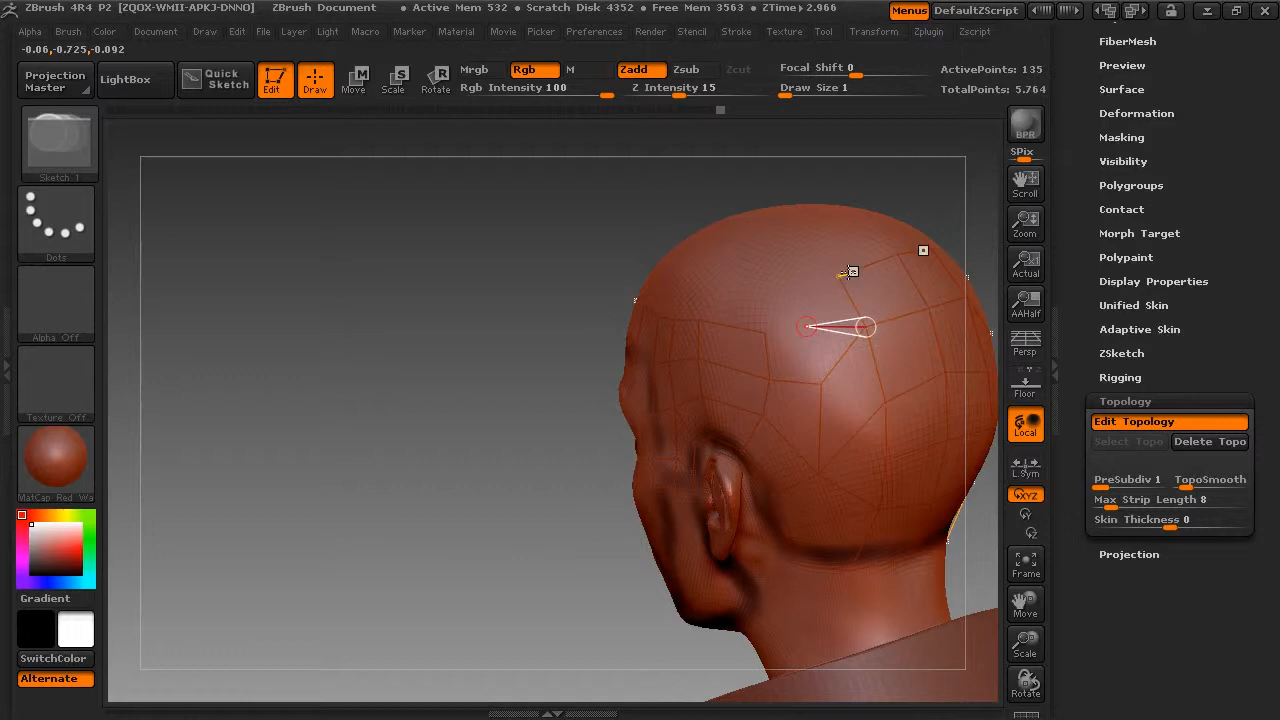 ZBrush 4R4 P2 [ZQOX-WMII-APKJ-DNNO] ZBrush Document • Active Mem 532 • Scratch Disk 4352 • Free Mem 3563 • ZTime▸2.966 Menus DefaultZScript
Alpha Brush Color Document Draw Edit File Layer Light Macro Marker Material Movie Picker Preferences Render Stencil Stroke Texture Tool Transform Zplugin Zscript
-0.06,-0.725,-0.092
Projection Master
LightBox
Quick Sketch
Edit
Draw
Move
Scale
Rotate
Mrgb Rgb M Zadd Zsub Zcut
Rgb Intensity 100 Z Intensity 15
Focal Shift 0
Draw Size 1
ActivePoints: 135
TotalPoints: 5.764
Sketch 1
Dots
Alpha Off
Texture Off
MatCap Red Wa
Gradient
SwitchColor
Alternate
BPR
SPix
Scroll
Zoom
Actual
AAHalf
Persp
Floor
Local
L.Sym
XYZ
Y
Z
Frame
Move
Scale
Rotate
FiberMesh
Preview
Surface
Deformation
Masking
Visibility
Polygroups
Contact
Morph Target
Polypaint
Display Properties
Unified Skin
Adaptive Skin
ZSketch
Rigging
Topology
Edit Topology
Select Topo Delete Topo
PreSubdiv 1 TopoSmooth
Max Strip Length 8
Skin Thickness 0
Projection